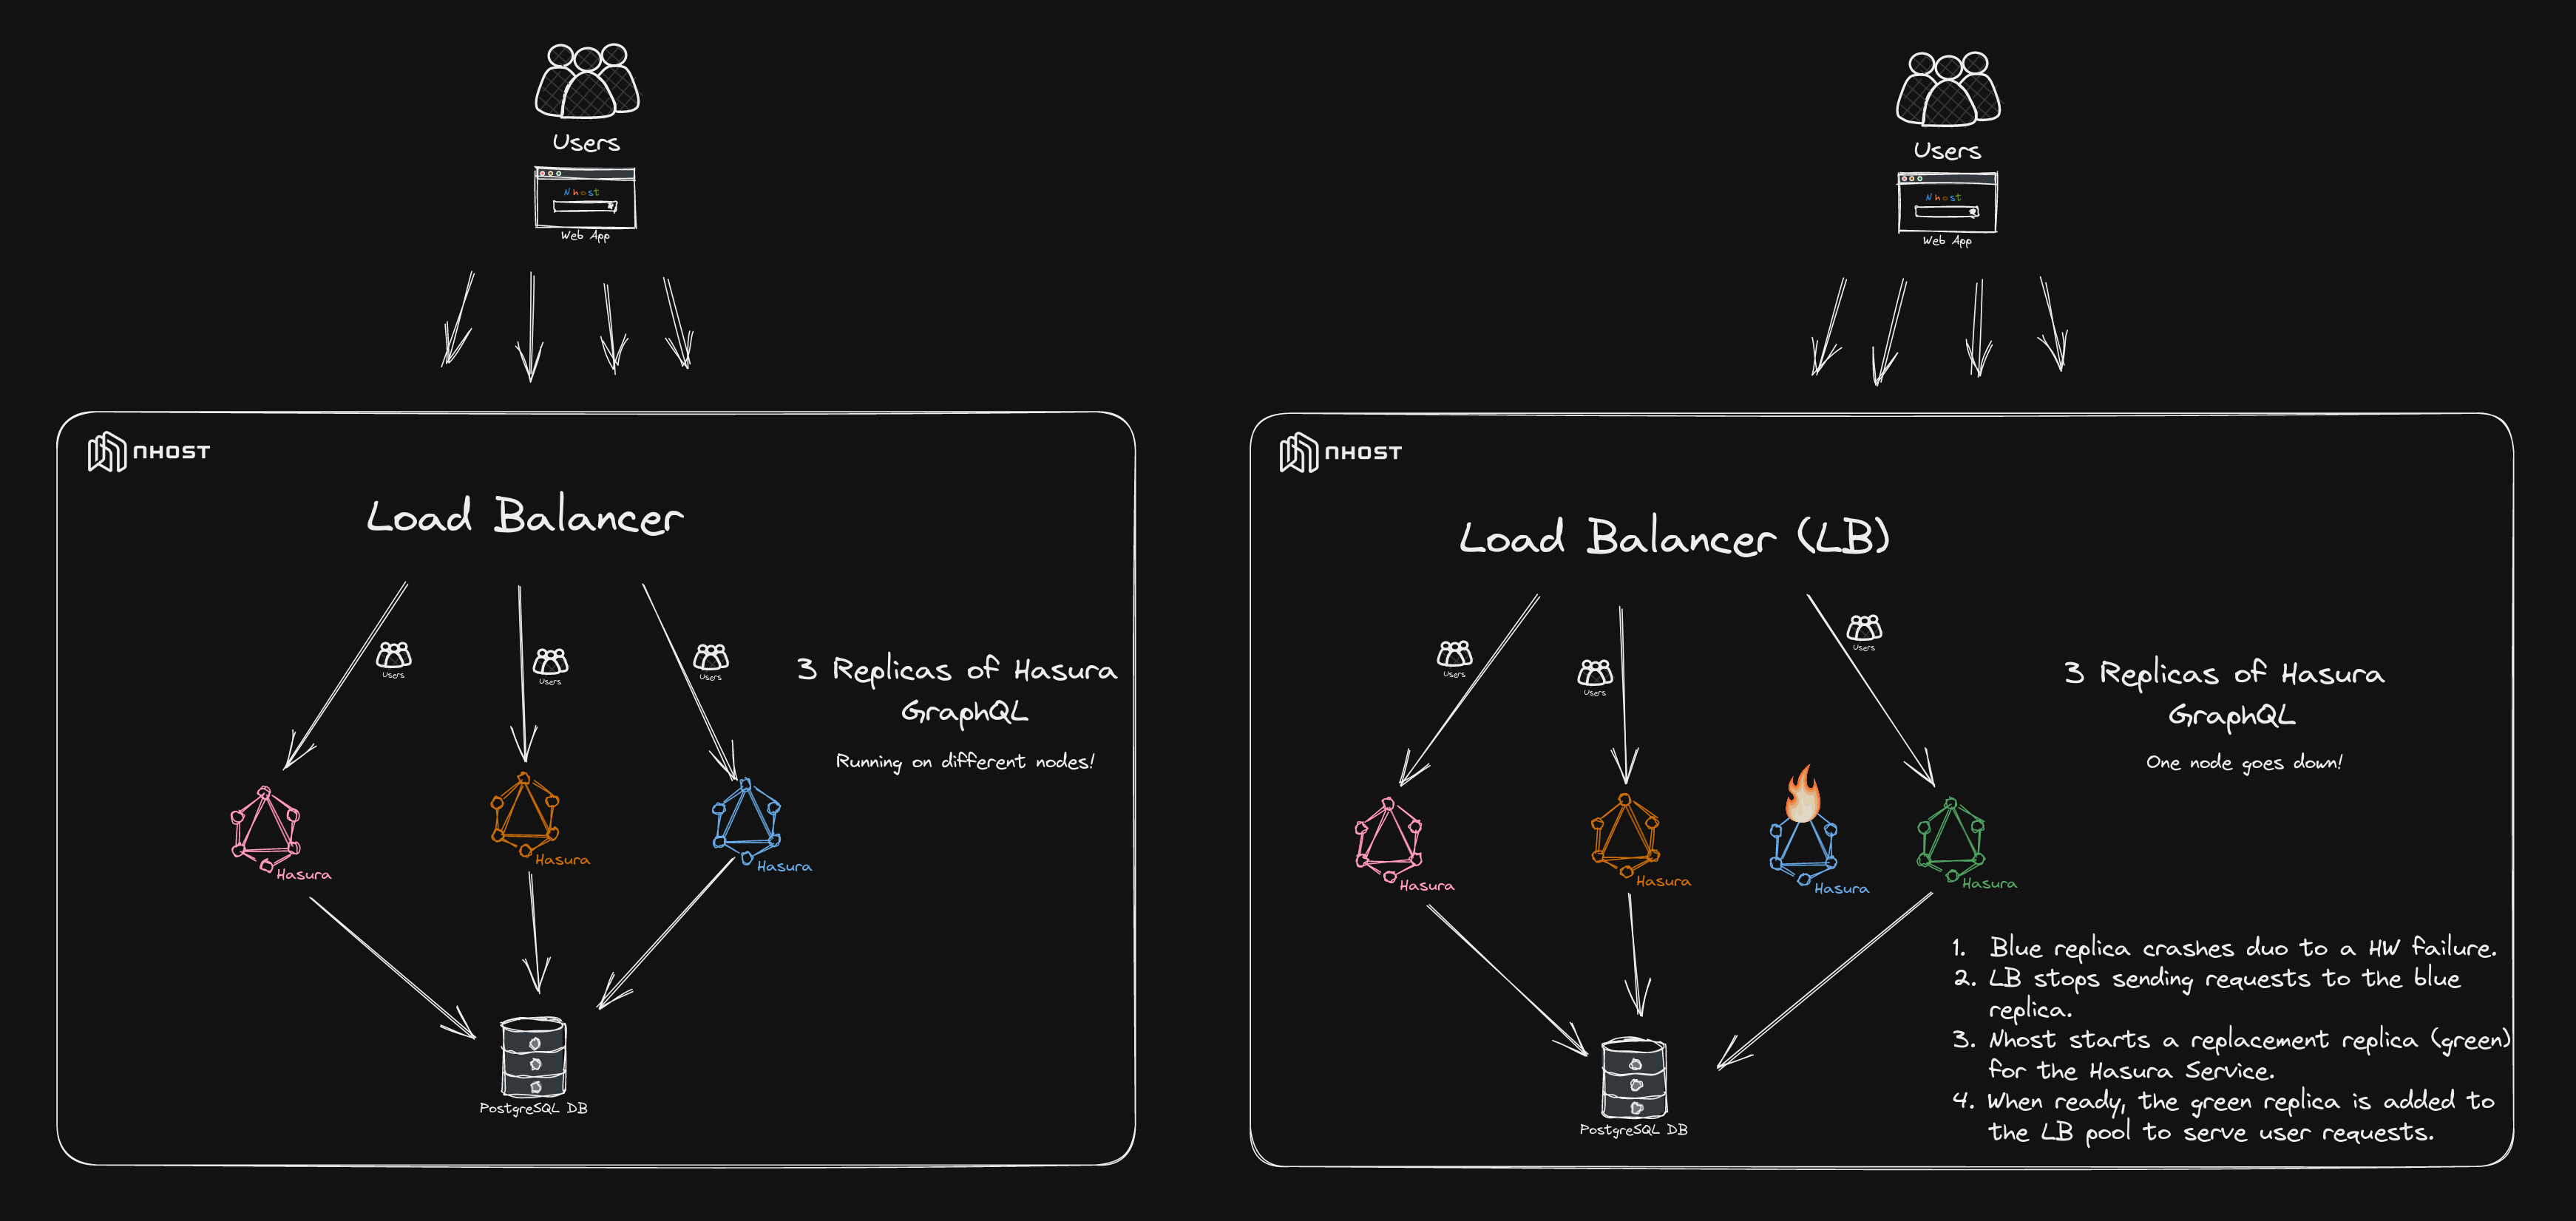 Users
Nhost
Web App
NHOST
Load Balancer
Users
Users
Users
3 Replicas of Hasura
GraphQL
Running on different nodes!
Hasura
Hasura
Hasura
PostgreSQL DB
Users
Nhost
Web App
NHOST
Load Balancer (LB)
Users
Users
Users
3 Replicas of Hasura
GraphQL
One node goes down!
Hasura
Hasura
Hasura
Hasura
1. Blue replica crashes duo to a HW failure.
2. LB stops sending requests to the blue
replica.
3. Nhost starts a replacement replica (green)
for the Hasura Service.
4. When ready, the green replica is added to
the LB pool to serve user requests.
PostgreSQL DB